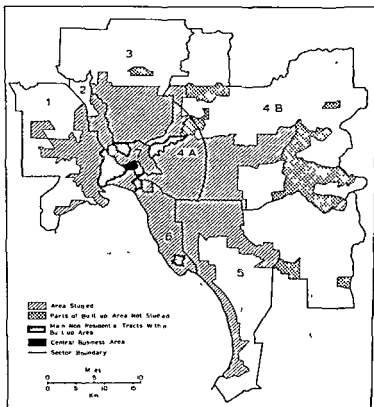 3
1
2
4 B
4 A
6
5
Area Studied
Parts of Built up Area Not Studied
Main Non Residential Tracts Within
Built up Area
Central Business Area
Sector Boundary
Miles
0 5 10
0 5 10 15
Km